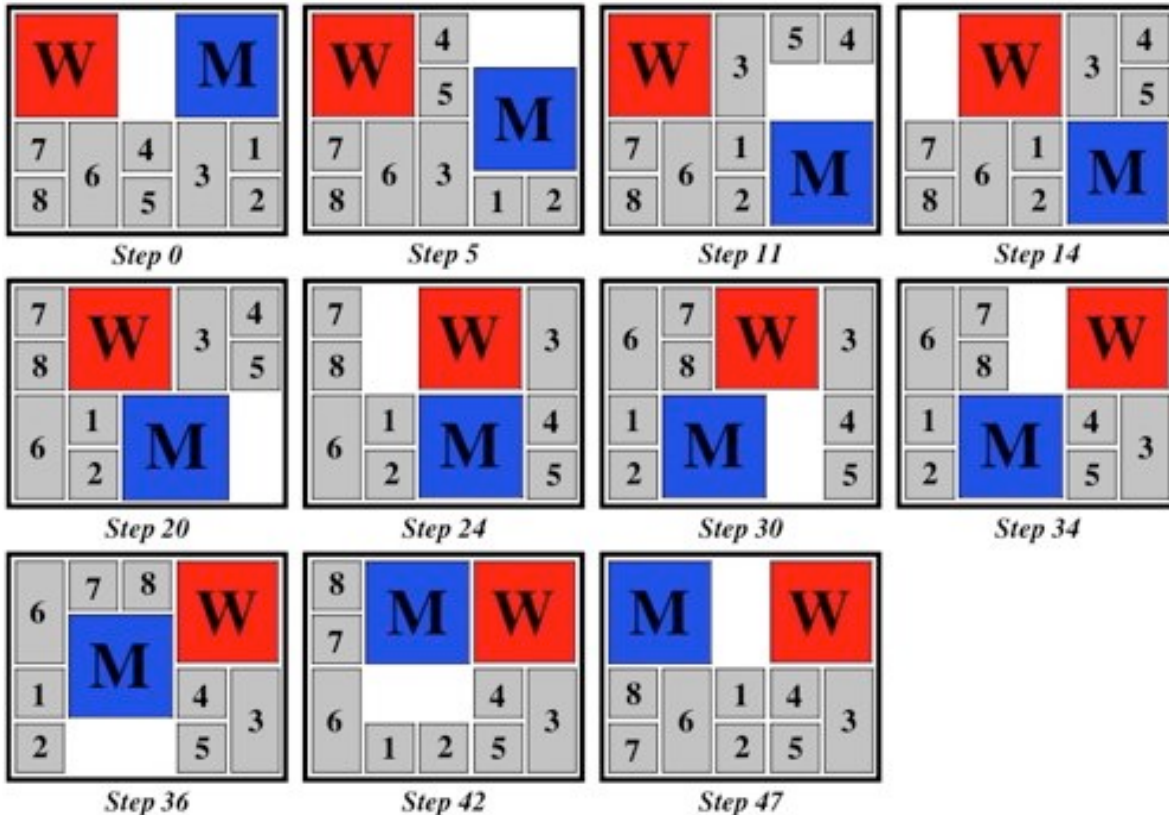 W M
7 6 4 3 1
8 5 2
Step 0
W 4
5 M
7 6 3
8 1 2
Step 5
W 3 5 4
7 6 1 M
8 2
Step 11
W 3 4
5
7 6 1 M
8 2
Step 14
7 W 3 4
8 5
6 1 M
2
Step 20
7 W 3
8
6 1 M 4
2 5
Step 24
6 7 W 3
8
1 M 4
2 5
Step 30
6 7 W
8
1 M 4 3
2 5
Step 34
6 7 8 W
1 M 4 3
2 5
Step 36
8 M W
7
6 4 3
1 2 5
Step 42
M W
8 6 1 4 3
7 2 5
Step 47